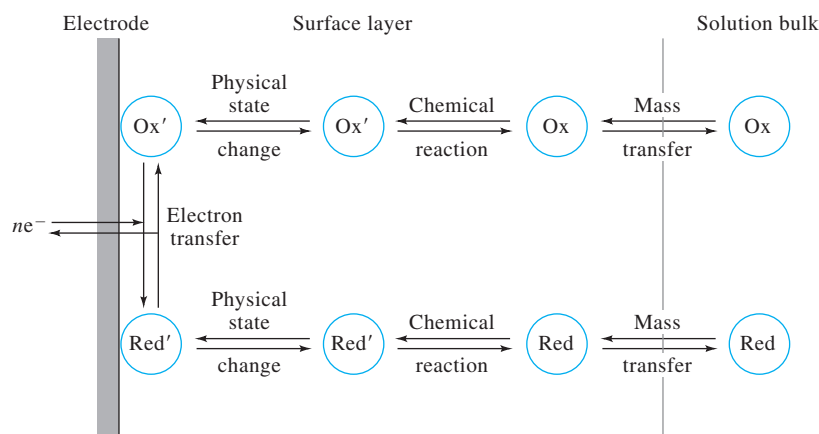 Electrode Surface layer Solution bulk
Physical
state
change
Chemical
reaction
Mass
transfer
Ox′ Ox′ Ox Ox
ne⁻
Electron
transfer
Physical
state
change
Chemical
reaction
Mass
transfer
Red′ Red′ Red Red